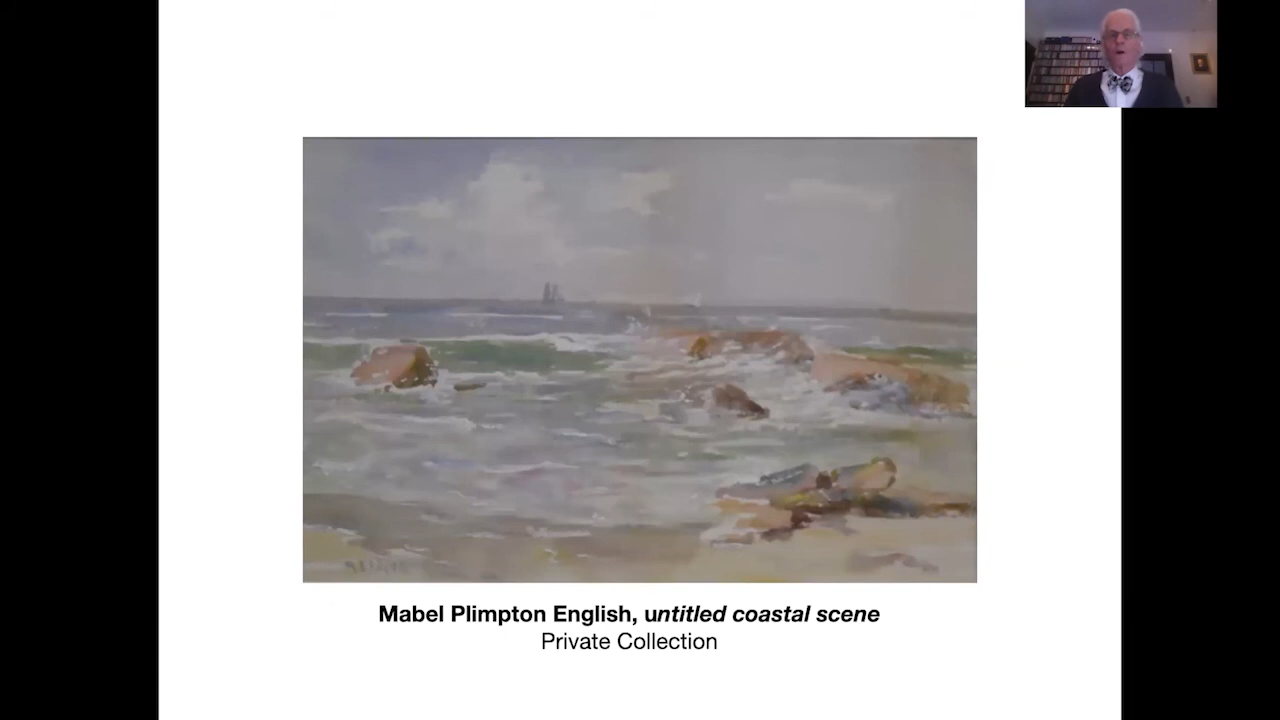 Mabel Plimpton English, untitled coastal scene
Private Collection